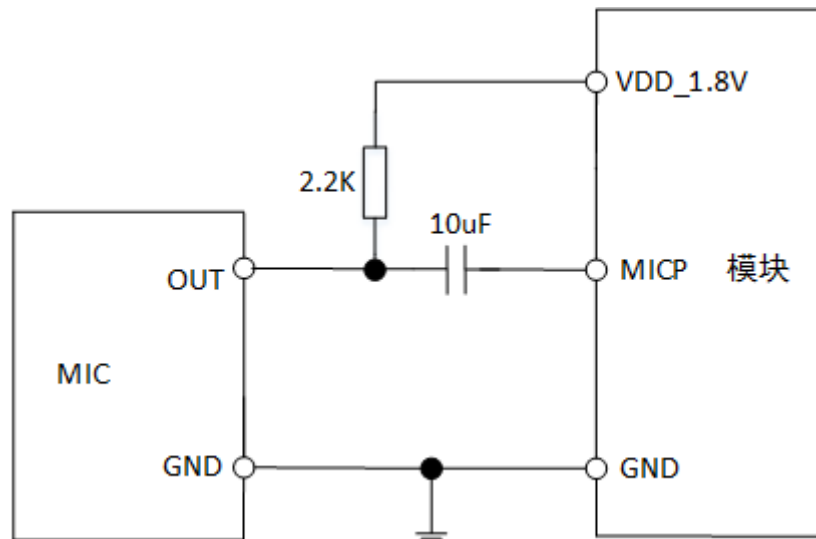 VDD_1.8V
2.2K
10uF
OUT
MICP 模块
MIC
GND
GND